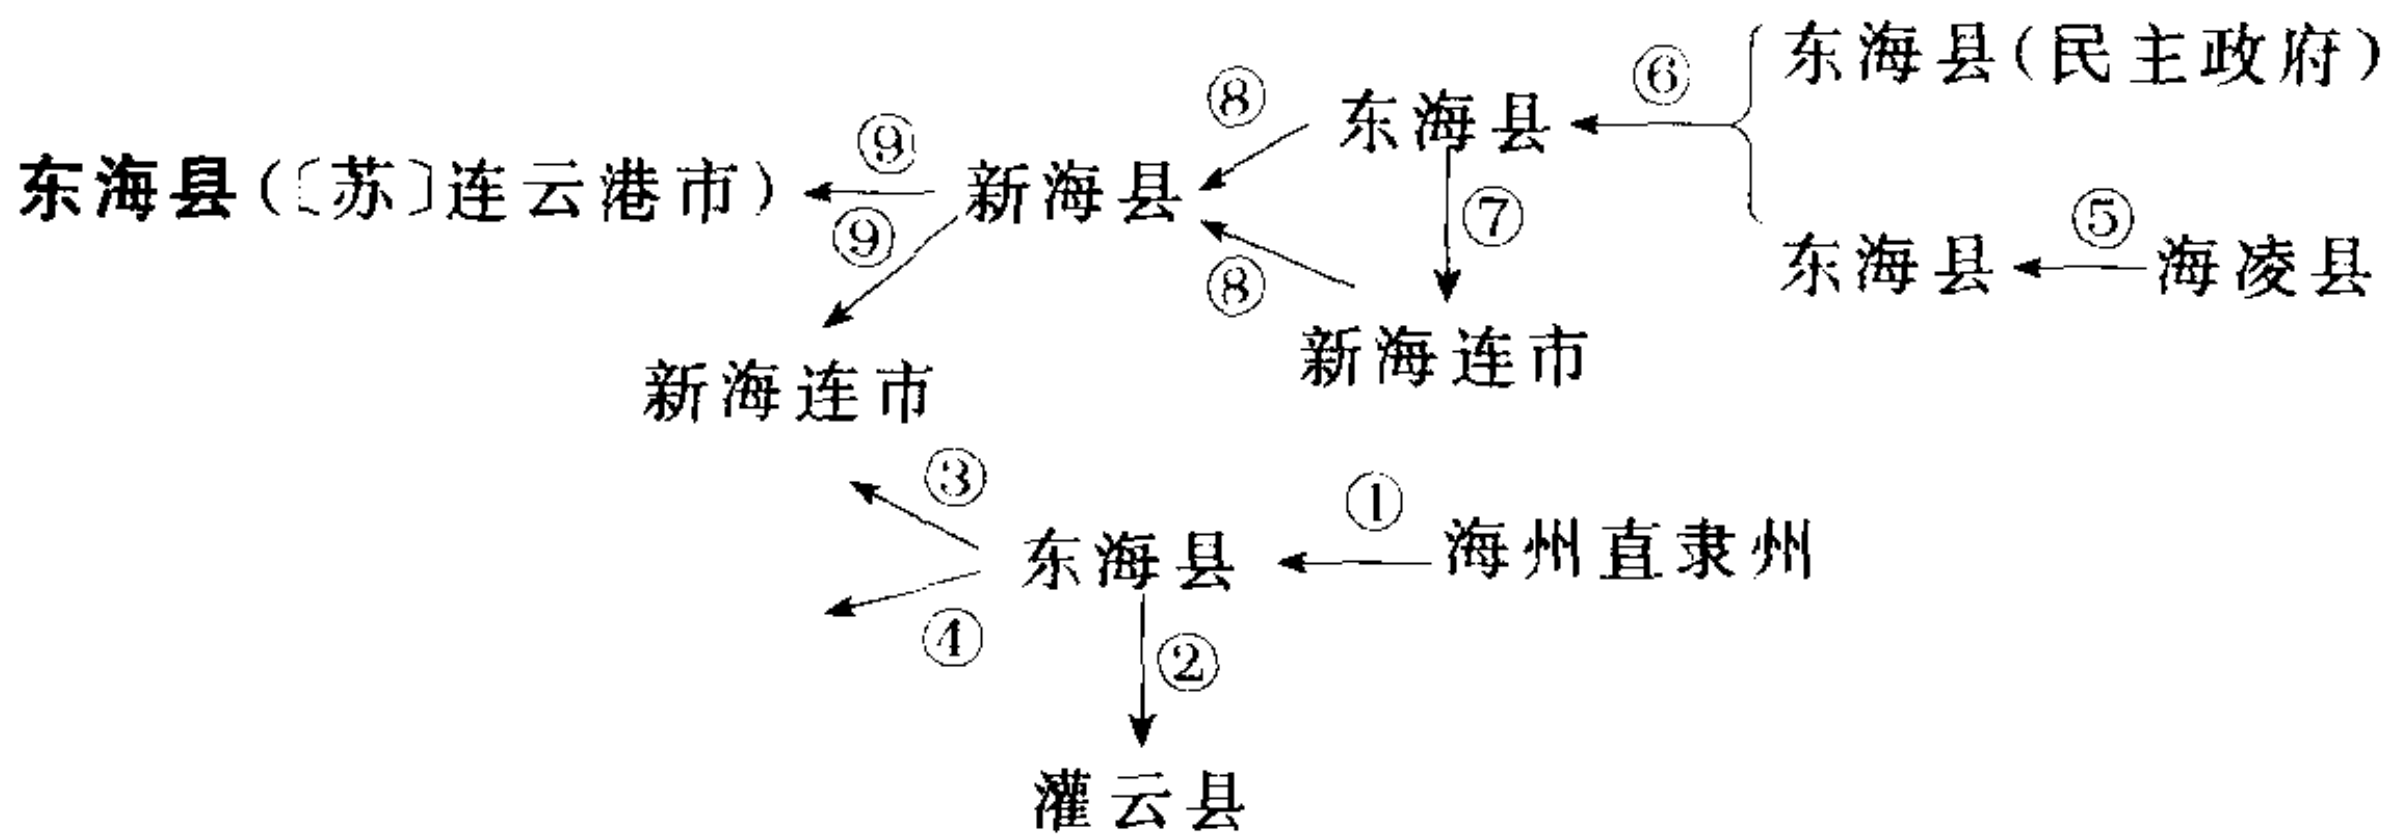 东海县(民主政府)
⑥
⑧
东海县
⑨
东海县(〔苏〕连云港市)
新海县
⑦
⑤
⑨
⑧
东海县
海凌县
新海连市
新海连市
③
①
东海县
海州直隶州
④
②
灌云县